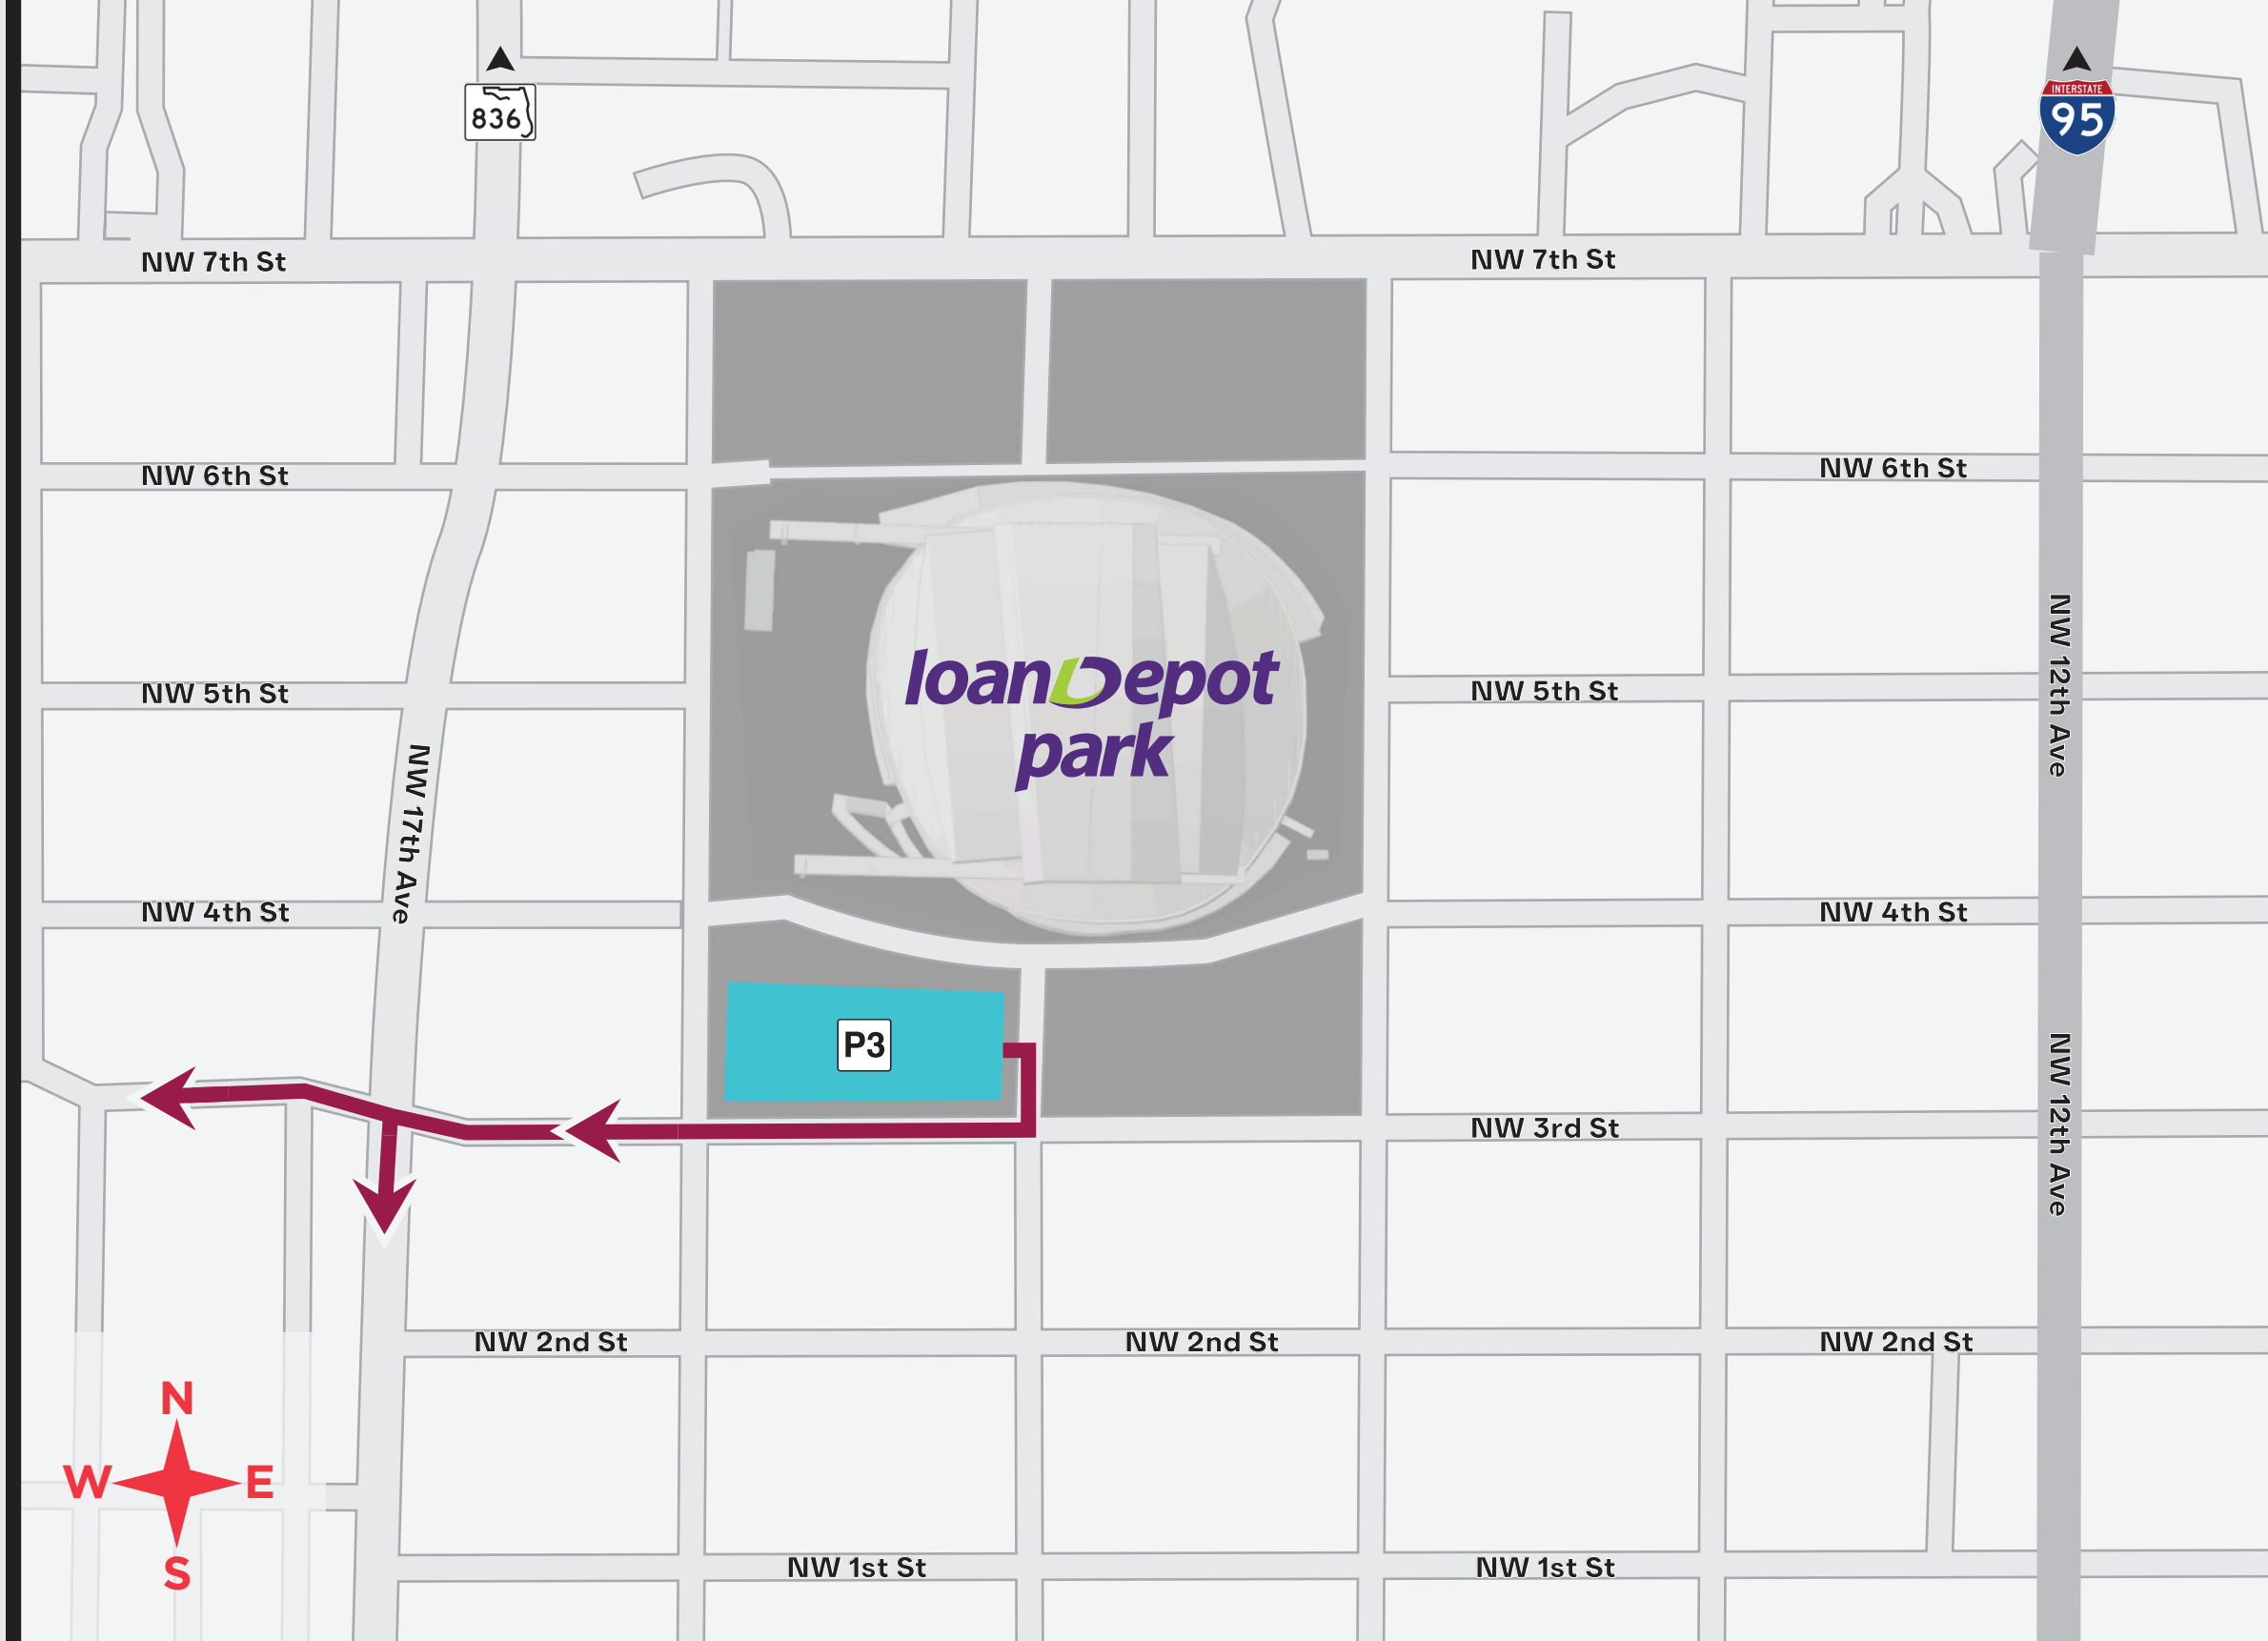 836
INTERSTATE
95
NW 7th St
NW 7th St
NW 6th St
NW 6th St
NW 5th St
NW 5th St
NW 12th Ave
loanDepot
park
NW 17th Ave
NW 4th St
NW 4th St
P3
NW 3rd St
NW 12th Ave
NW 2nd St
NW 2nd St
NW 2nd St
N
W E
S
NW 1st St
NW 1st St